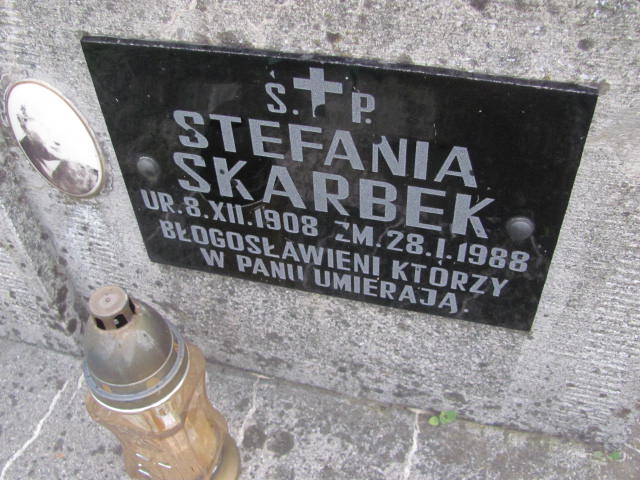 Ś. P.
STEFANIA
SKARBEK
UR. 8.XII.1908 ZM. 28.I.1988
BŁOGOSŁAWIENI KTÓRZY
W PANU UMIERAJĄ.